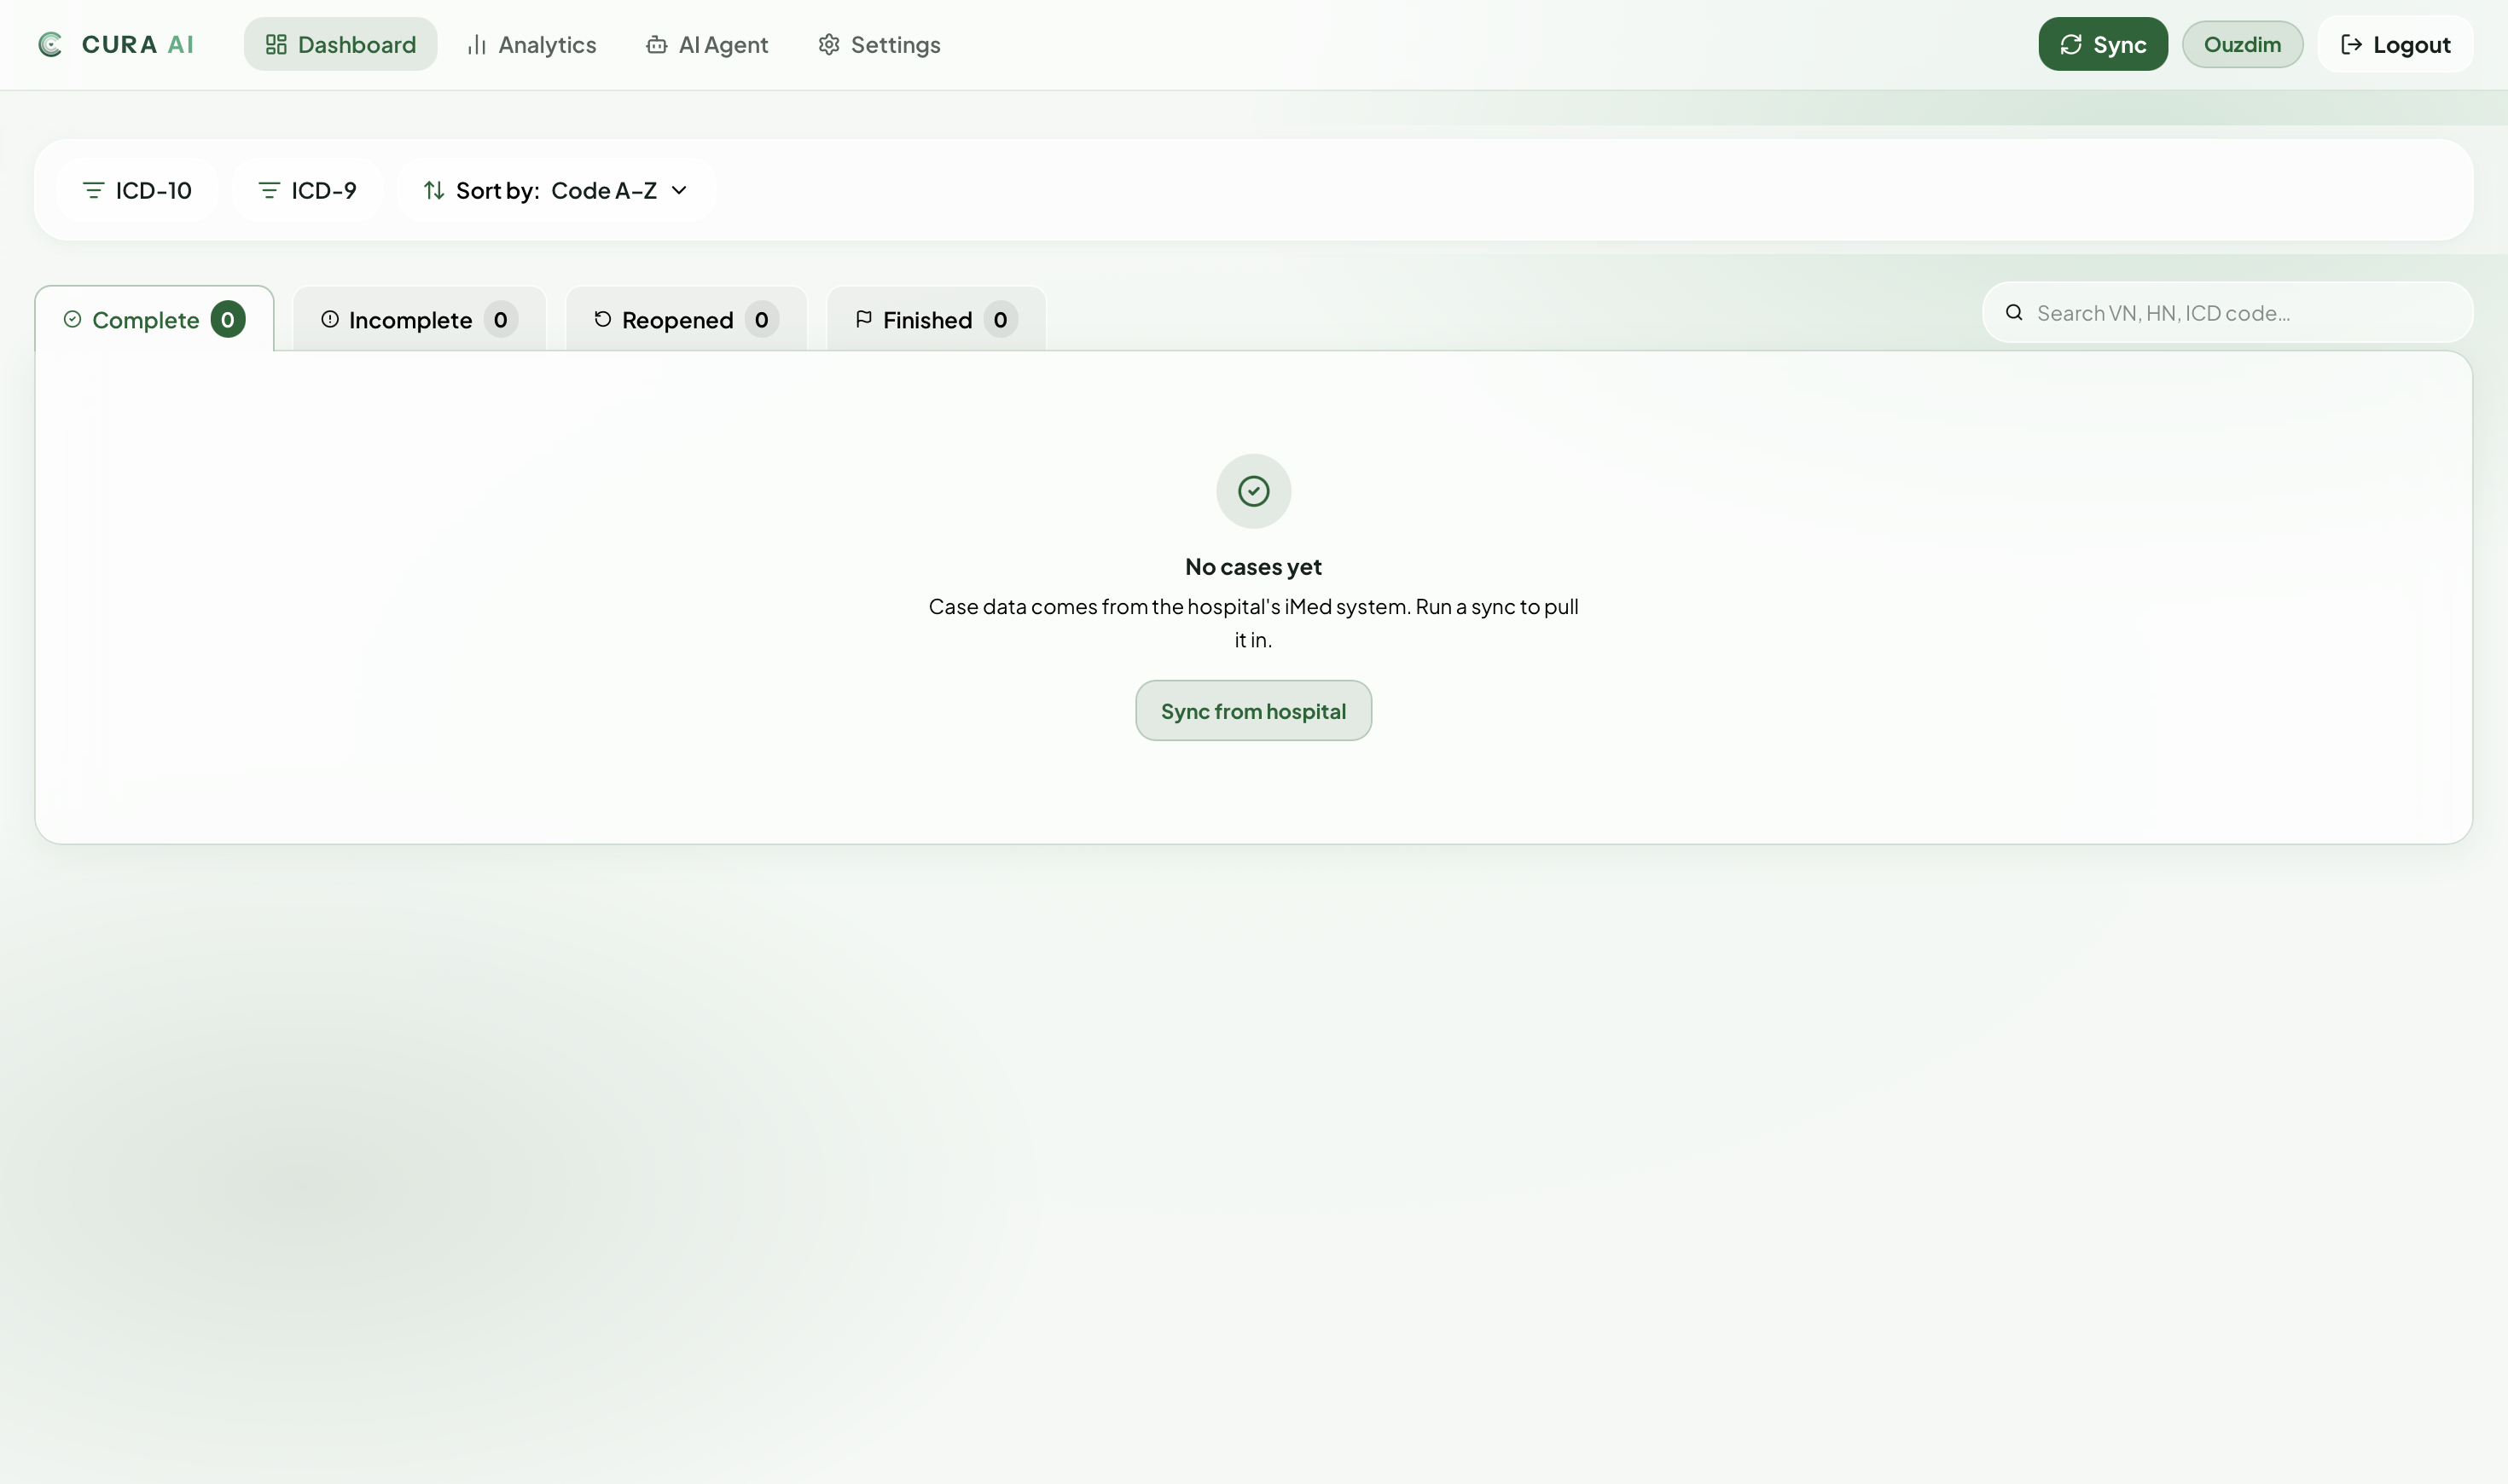 CURA AI
Dashboard
Analytics
AI Agent
Settings
Sync
Ouzdim
Logout
ICD-10
ICD-9
Sort by: Code A–Z
Complete 0
Incomplete 0
Reopened 0
Finished 0
Search VN, HN, ICD code...
No cases yet
Case data comes from the hospital's iMed system. Run a sync to pull
it in.
Sync from hospital